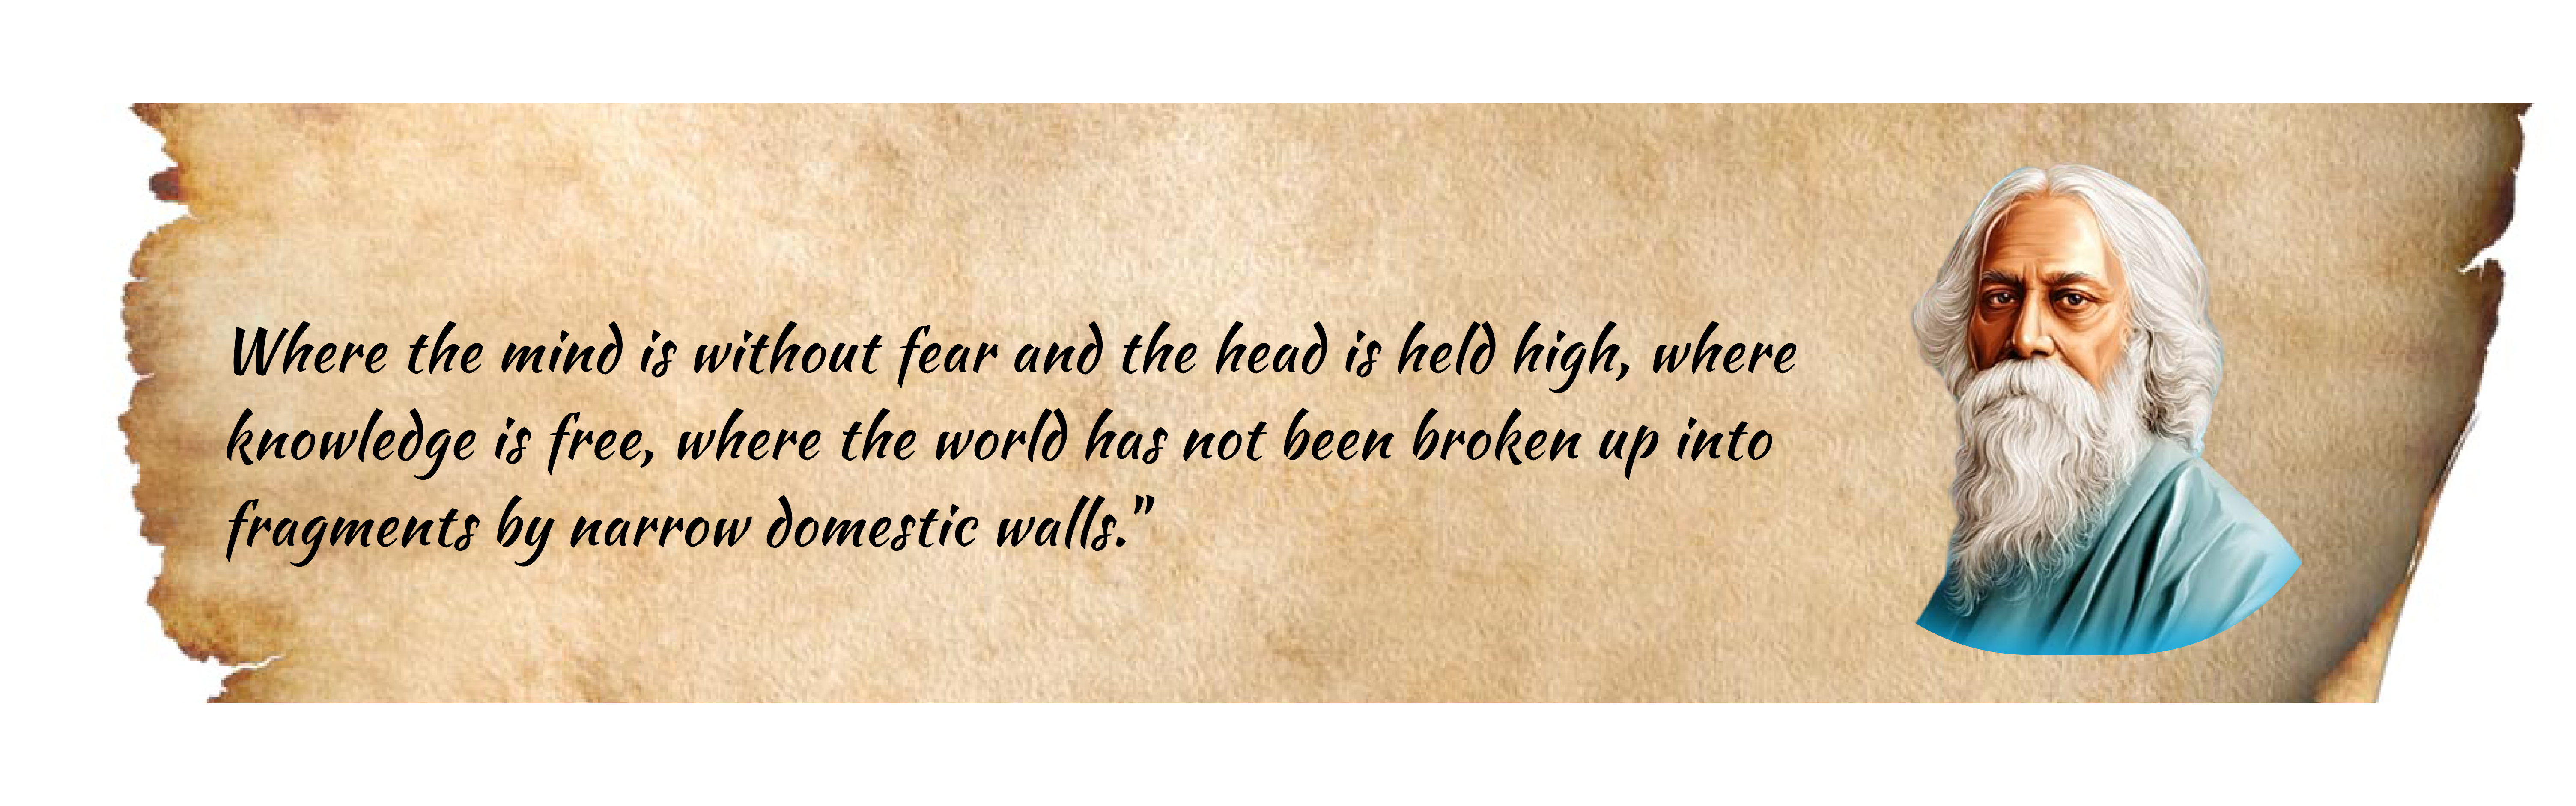 Where the mind is without fear and the head is held high, where
knowledge is free, where the world has not been broken up into
fragments by narrow domestic walls."